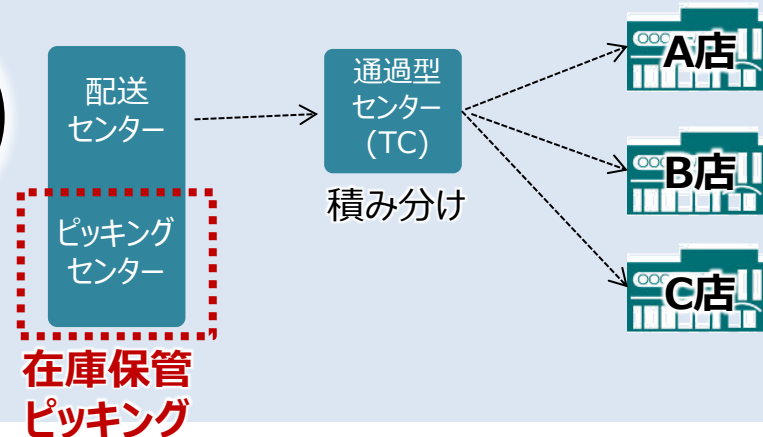 配送
センター
ピッキング
センター
在庫保管
ピッキング
通過型
センター
(TC)
積み分け
A店
B店
C店